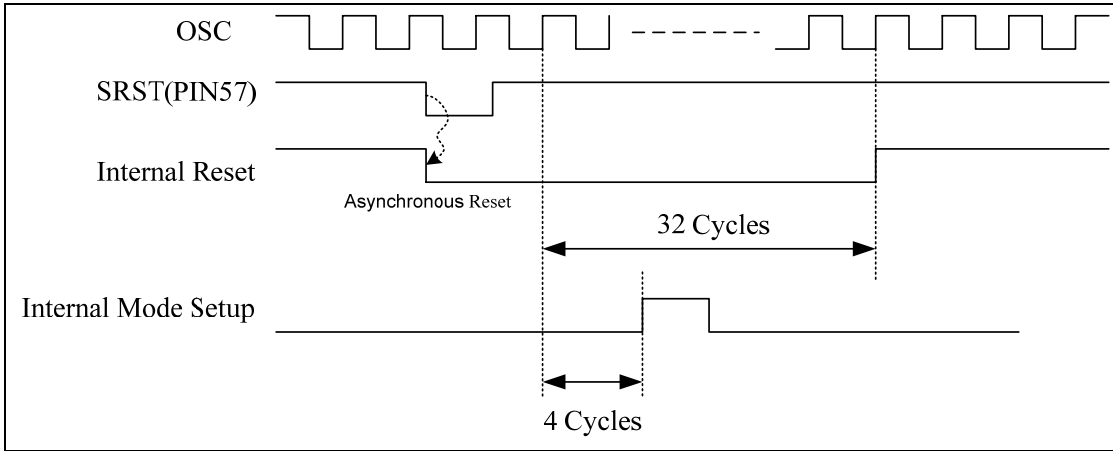 OSC
SRST(PIN57)
Internal Reset
Asynchronous Reset
32 Cycles
Internal Mode Setup
4 Cycles